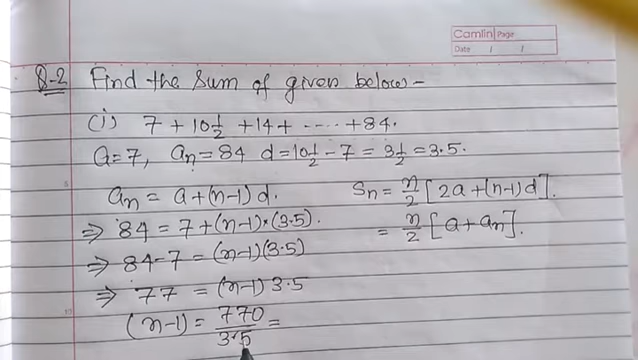 Camlin Page
Date / /
Q-2 Find the Sum of given below:-
(i) 7 + 10½ + 14 + ..... + 84.
a = 7, an = 84 d = 10½ - 7 = 3½ = 3.5.
an = a + (n-1) d.
Sn = n/2 [2a + (n-1)d].
⇒ 84 = 7 + (n-1) × (3.5).
= n/2 [a + an].
⇒ 84 - 7 = (n-1) (3.5)
⇒ 77 = (n-1) 3.5
(n-1) = 770/3.5 =